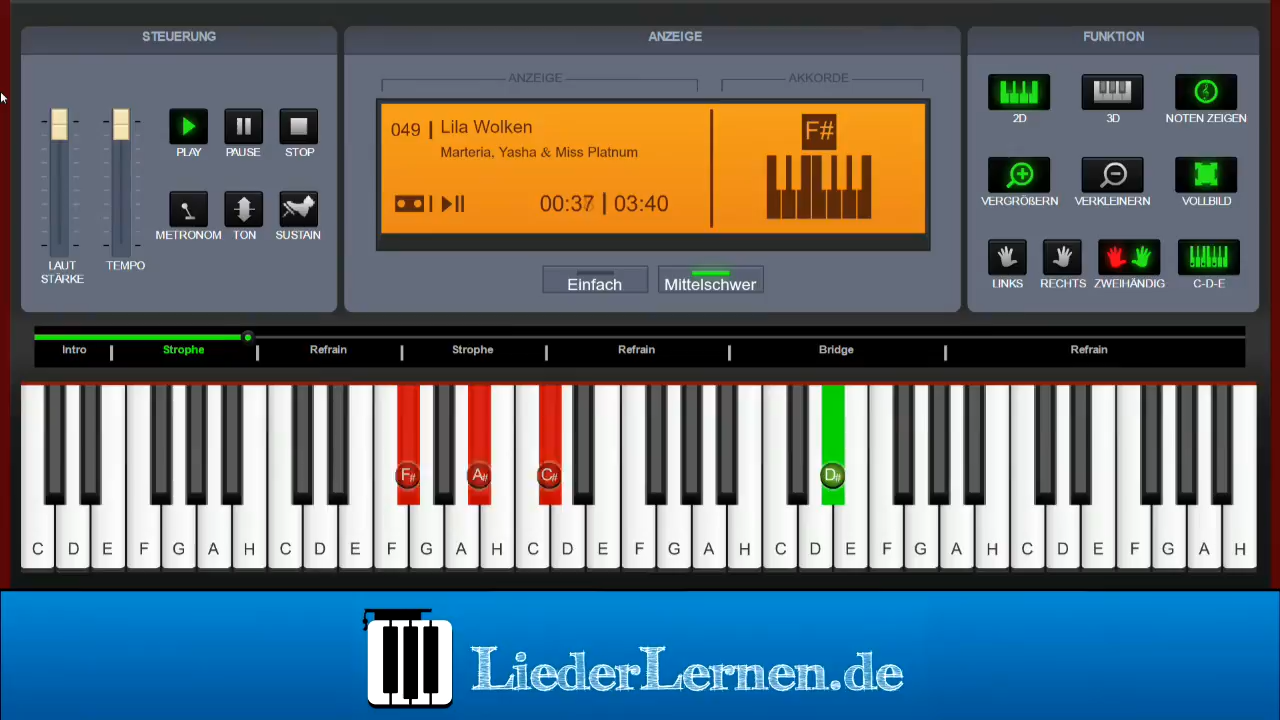 STEUERUNG
ANZEIGE
FUNKTION
ANZEIGE
AKKORDE
049 | Lila Wolken
Marteria, Yasha & Miss Platnum
00:37 | 03:40
F#
PLAY PAUSE STOP
METRONOM TON SUSTAIN
LAUT
STÄRKE
TEMPO
Einfach Mittelschwer
2D 3D NOTEN ZEIGEN
VERGRÖßERN VERKLEINERN VOLLBILD
LINKS RECHTS ZWEIHÄNDIG C-D-E
Intro Strophe Refrain Strophe Refrain Bridge Refrain
F# A# C# D#
C D E F G A H C D E F G A H C D E F G A H C D E F G A H C D E F G A H
LiederLernen.de